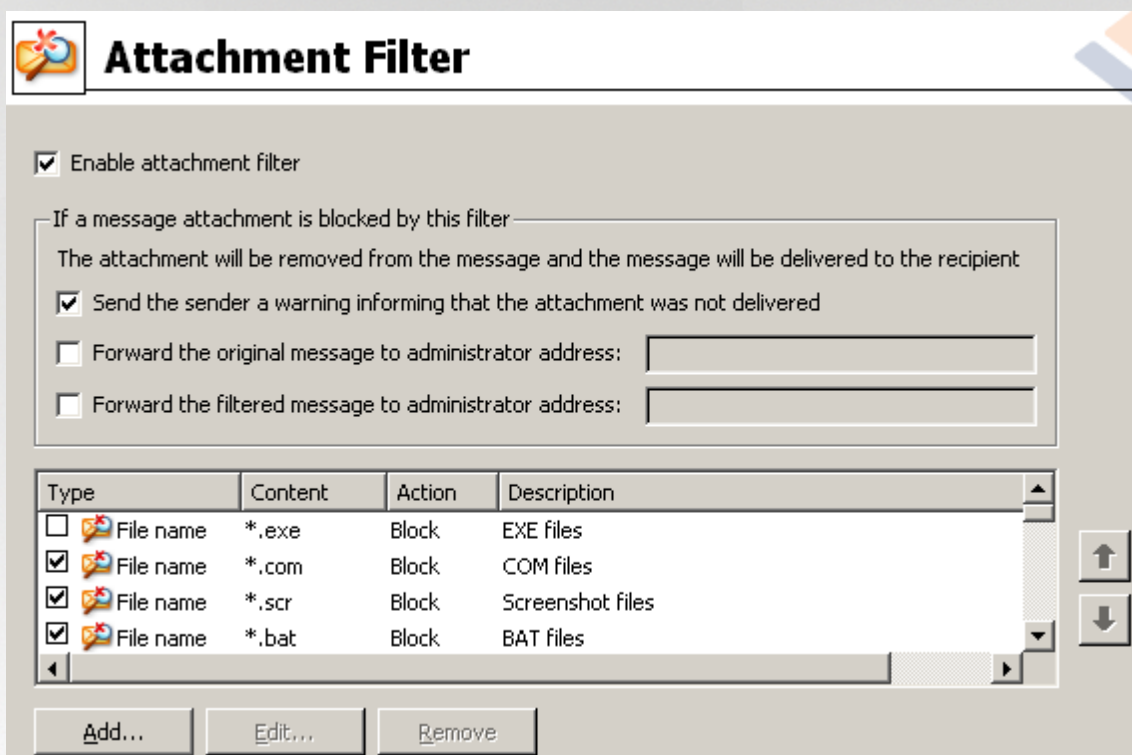 Attachment Filter
Enable attachment filter
If a message attachment is blocked by this filter
The attachment will be removed from the message and the message will be delivered to the recipient
Send the sender a warning informing that the attachment was not delivered
Forward the original message to administrator address:
Forward the filtered message to administrator address:
Type Content Action Description
File name *.exe Block EXE files
File name *.com Block COM files
File name *.scr Block Screenshot files
File name *.bat Block BAT files
Add... Edit... Remove